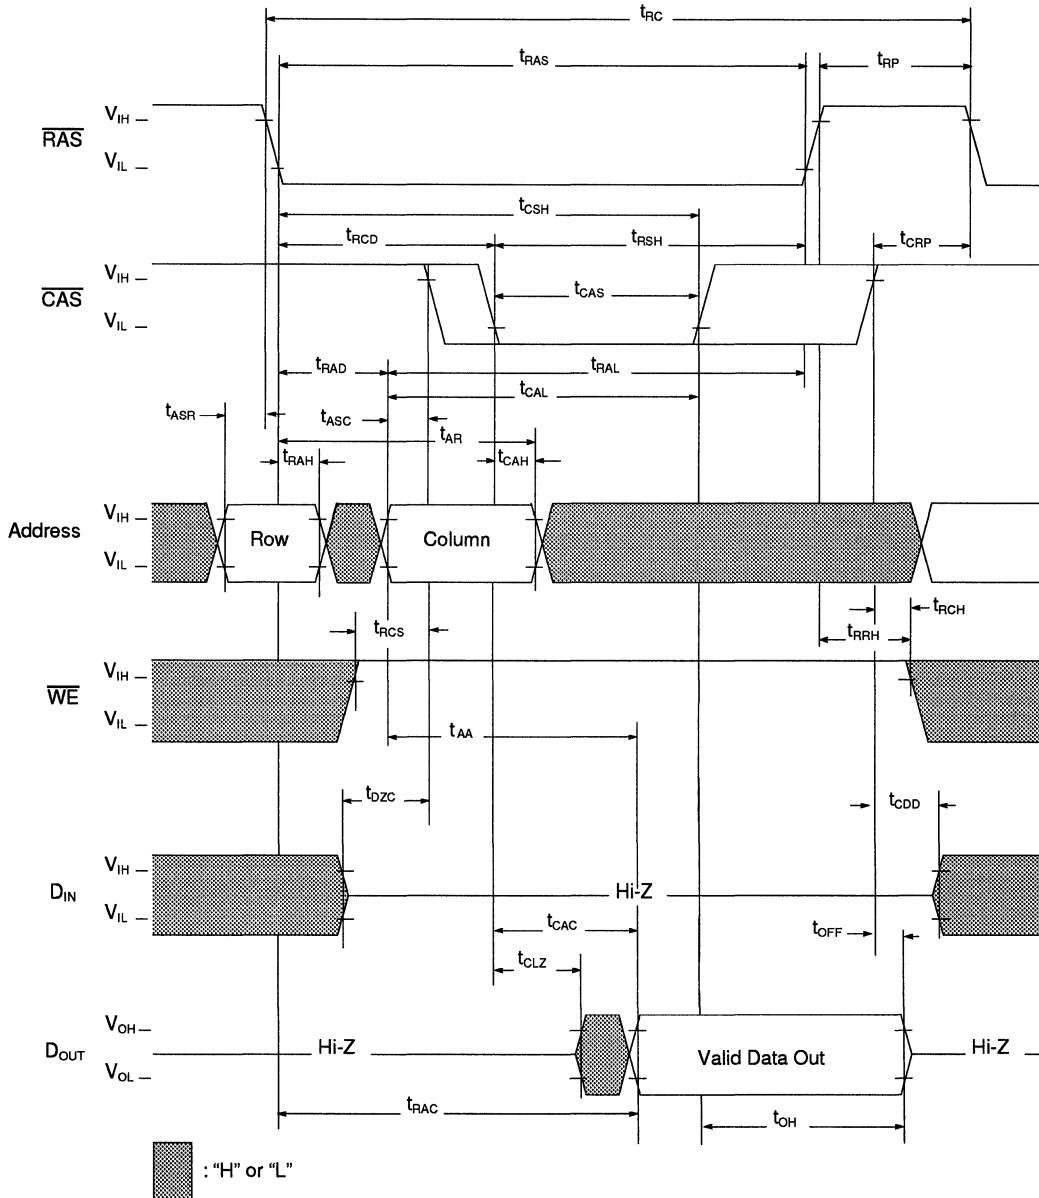 tRC
tRAS
tRP
RAS
VIH
VIL
tCSH
tRCD
tRSH
tCRP
CAS
VIH
VIL
tCAS
tRAD
tRAL
tCAL
tASR
tASC
tAR
tRAH
tCAH
Address
VIH
VIL
Row
Column
tRCS
tRCH
tRRH
WE
VIH
VIL
tAA
tDZC
tCDD
DIN
VIH
VIL
Hi-Z
tCAC
tOFF
tCLZ
DOUT
VOH
VOL
Hi-Z
Valid Data Out
Hi-Z
tRAC
tOH
: “H” or “L”